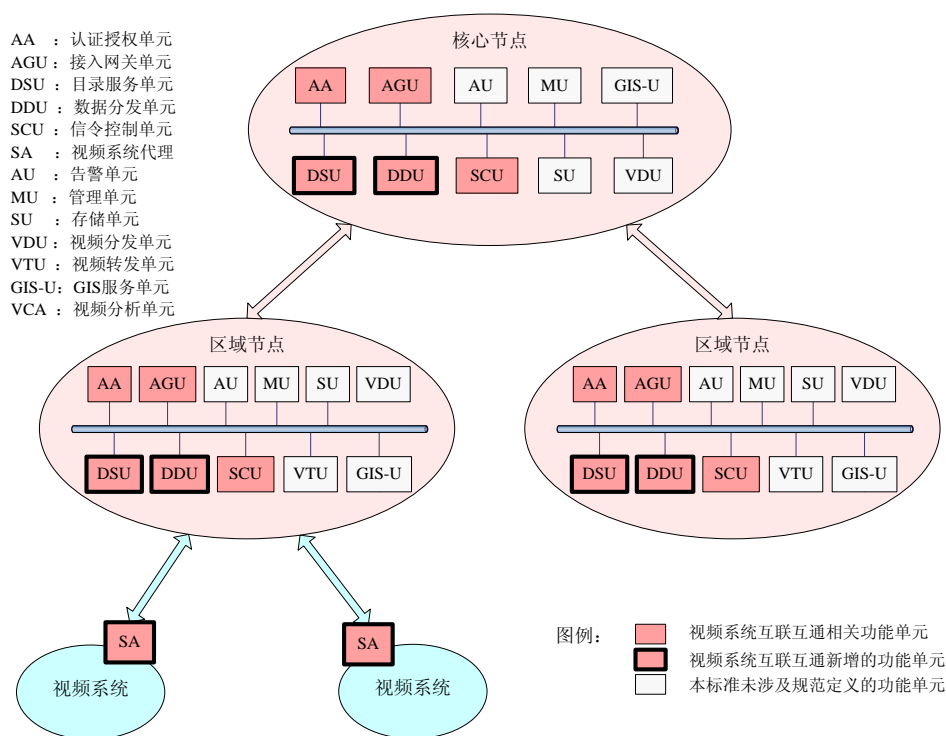 AA ：认证授权单元
AGU：接入网关单元
DSU ：目录服务单元
DDU ：数据分发单元
SCU ：信令控制单元
SA ：视频系统代理
AU ：告警单元
MU ：管理单元
SU ：存储单元
VDU ：视频分发单元
VTU ：视频转发单元
GIS-U：GIS服务单元
VCA ：视频分析单元
核心节点
AA AGU AU MU GIS-U
DSU DDU SCU SU VDU
区域节点
AA AGU AU MU SU VDU
DSU DDU SCU VTU GIS-U
区域节点
AA AGU AU MU SU VDU
DSU DDU SCU VTU GIS-U
SA
视频系统
SA
视频系统
图例：
视频系统互联互通相关功能单元
视频系统互联互通新增的功能单元
本标准未涉及规范定义的功能单元